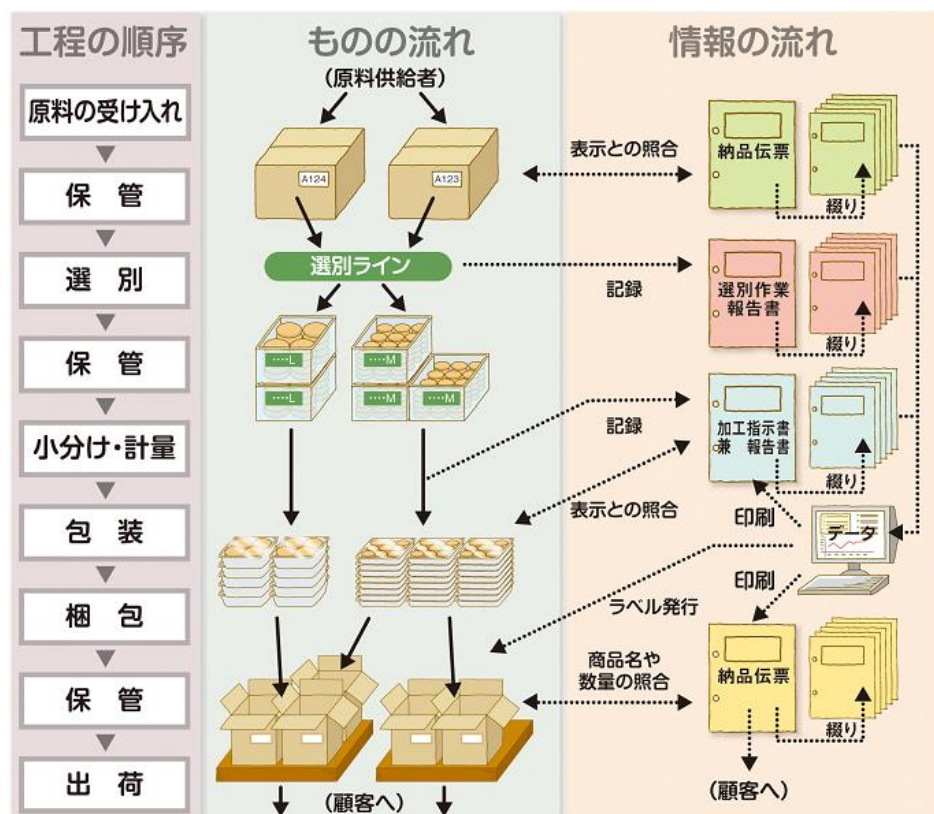 工程の順序
原料の受け入れ
保 管
選 別
保 管
小分け・計量
包 装
梱 包
保 管
出 荷
ものの流れ
(原料供給者)
A124
A123
選別ライン
‥‥L
‥‥M
‥‥L
‥‥M
‥‥M
(顧客へ)
情報の流れ
表示との照合
納品伝票
綴り
記録
選別作業
報告書
綴り
記録
加工指示書
兼 報告書
綴り
表示との照合
印刷
データ
印刷
ラベル発行
商品名や
数量の照合
納品伝票
綴り
(顧客へ)